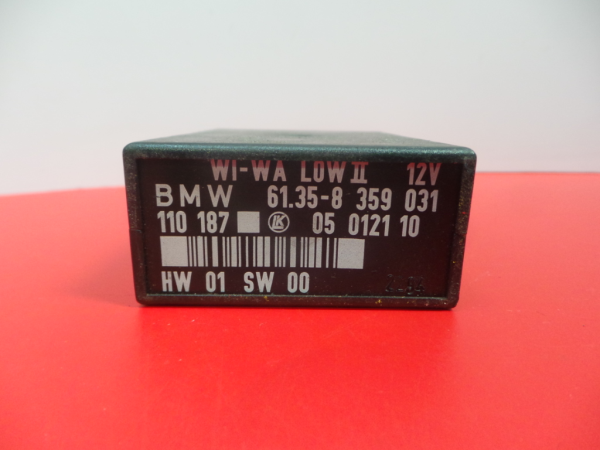 WI-WA LOW II 12V
BMW 61.35-8 359 031
110 187 LK 05 0121 10
HW 01 SW 00